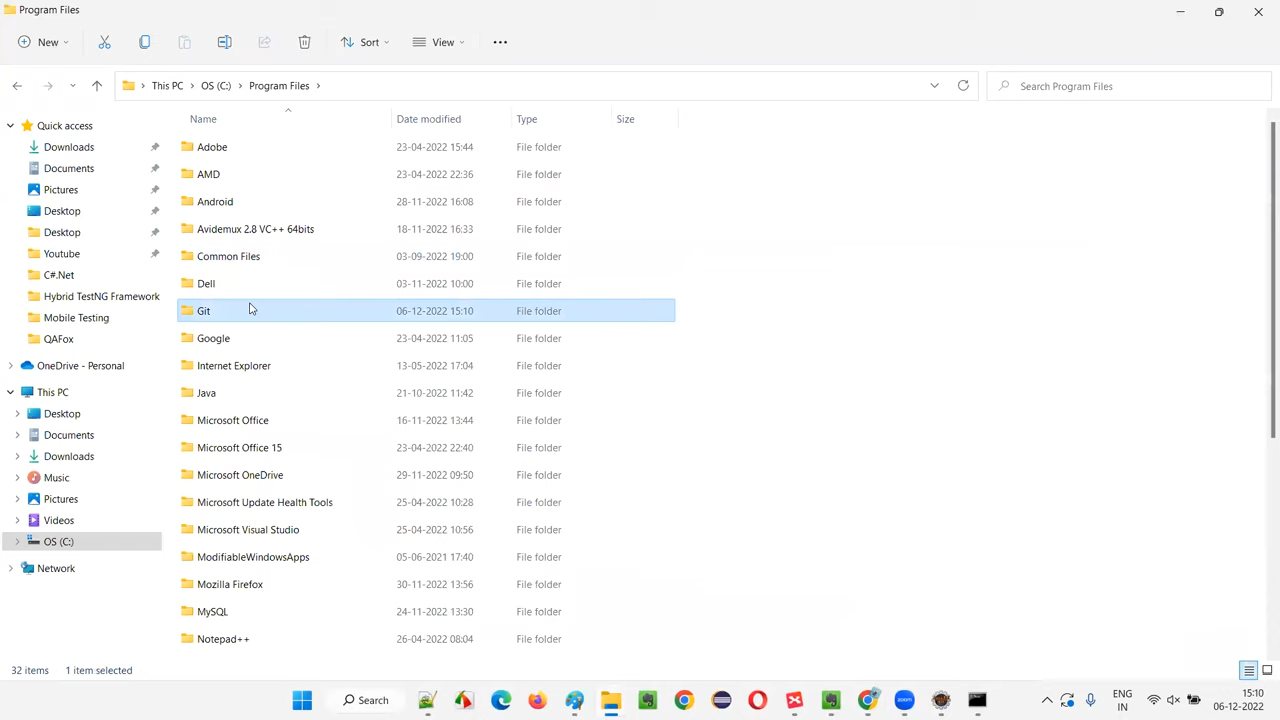 Program Files
New
Sort
View
This PC > OS (C:) > Program Files >
Search Program Files
Quick access
Downloads
Documents
Pictures
Desktop
Desktop
Youtube
C#.Net
Hybrid TestNG Framework
Mobile Testing
QAFox
OneDrive - Personal
This PC
Desktop
Documents
Downloads
Music
Pictures
Videos
OS (C:)
Network
Name Date modified Type Size
Adobe 23-04-2022 15:44 File folder
AMD 23-04-2022 22:36 File folder
Android 28-11-2022 16:08 File folder
Avidemux 2.8 VC++ 64bits 18-11-2022 16:33 File folder
Common Files 03-09-2022 19:00 File folder
Dell 03-11-2022 10:00 File folder
Git 06-12-2022 15:10 File folder
Google 23-04-2022 11:05 File folder
Internet Explorer 13-05-2022 17:04 File folder
Java 21-10-2022 11:42 File folder
Microsoft Office 16-11-2022 13:44 File folder
Microsoft Office 15 23-04-2022 22:40 File folder
Microsoft OneDrive 29-11-2022 09:50 File folder
Microsoft Update Health Tools 25-04-2022 10:28 File folder
Microsoft Visual Studio 25-04-2022 10:56 File folder
ModifiableWindowsApps 05-06-2021 17:40 File folder
Mozilla Firefox 30-11-2022 13:56 File folder
MySQL 24-11-2022 13:30 File folder
Notepad++ 26-04-2022 08:04 File folder
32 items 1 item selected
Search
zoom
ENG
IN
15:10
06-12-2022